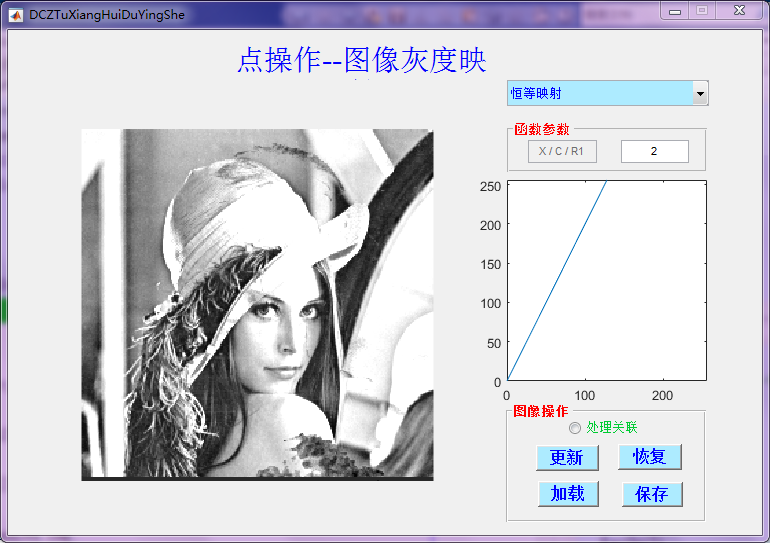 DCZTuXiangHuiDuYingShe
点操作--图像灰度映
恒等映射
函数参数
X / C / R1
2
250
200
150
100
50
0
0 100 200
图像操作
处理关联
更新 恢复
加载 保存